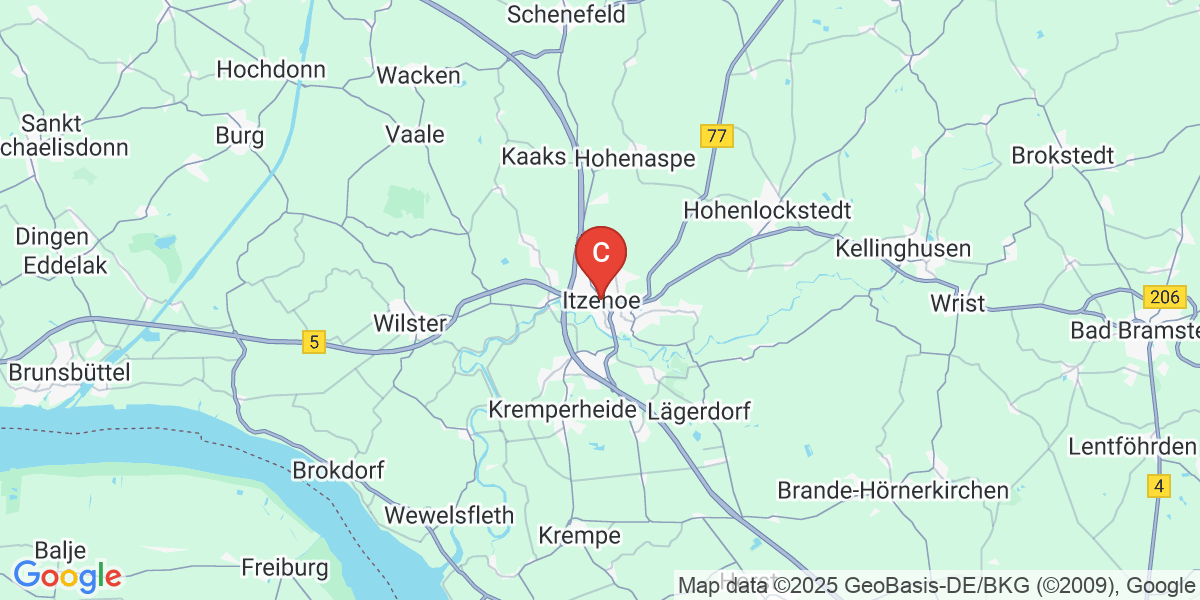 Schenefeld
Hochdonn
Wacken
Sankt
chaelisdonn
Burg
Vaale
77
Kaaks
Hohenaspe
Brokstedt
Hohenlockstedt
Dingen
Eddelak
C
Kellinghusen
Itzehoe
Wrist
206
Wilster
5
Bad Bramste
Brunsbüttel
Kremperheide
Lägerdorf
Lentföhrden
Brokdorf
4
Brande-Hörnerkirchen
Wewelsfleth
Krempe
Balje
Freiburg
Google
Horst
Map data ©2025 GeoBasis-DE/BKG (©2009), Google